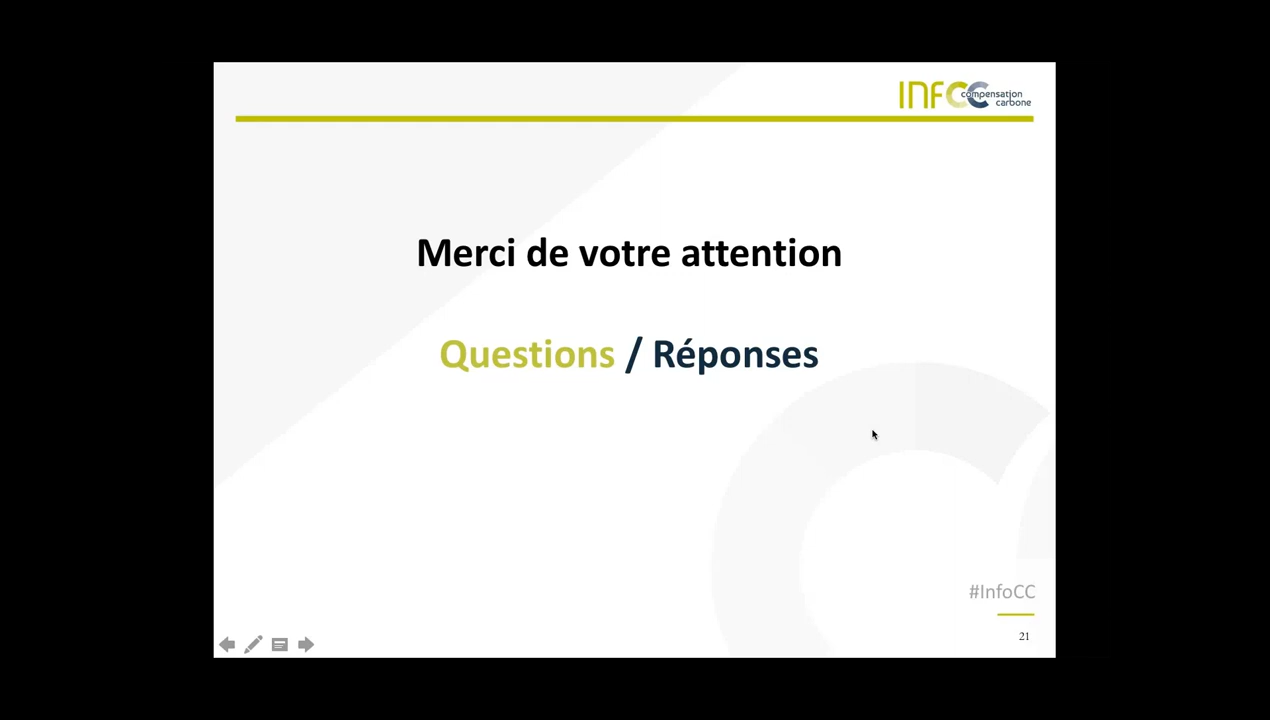 INFCC compensation
carbone
Merci de votre attention
Questions / Réponses
#InfoCC
21